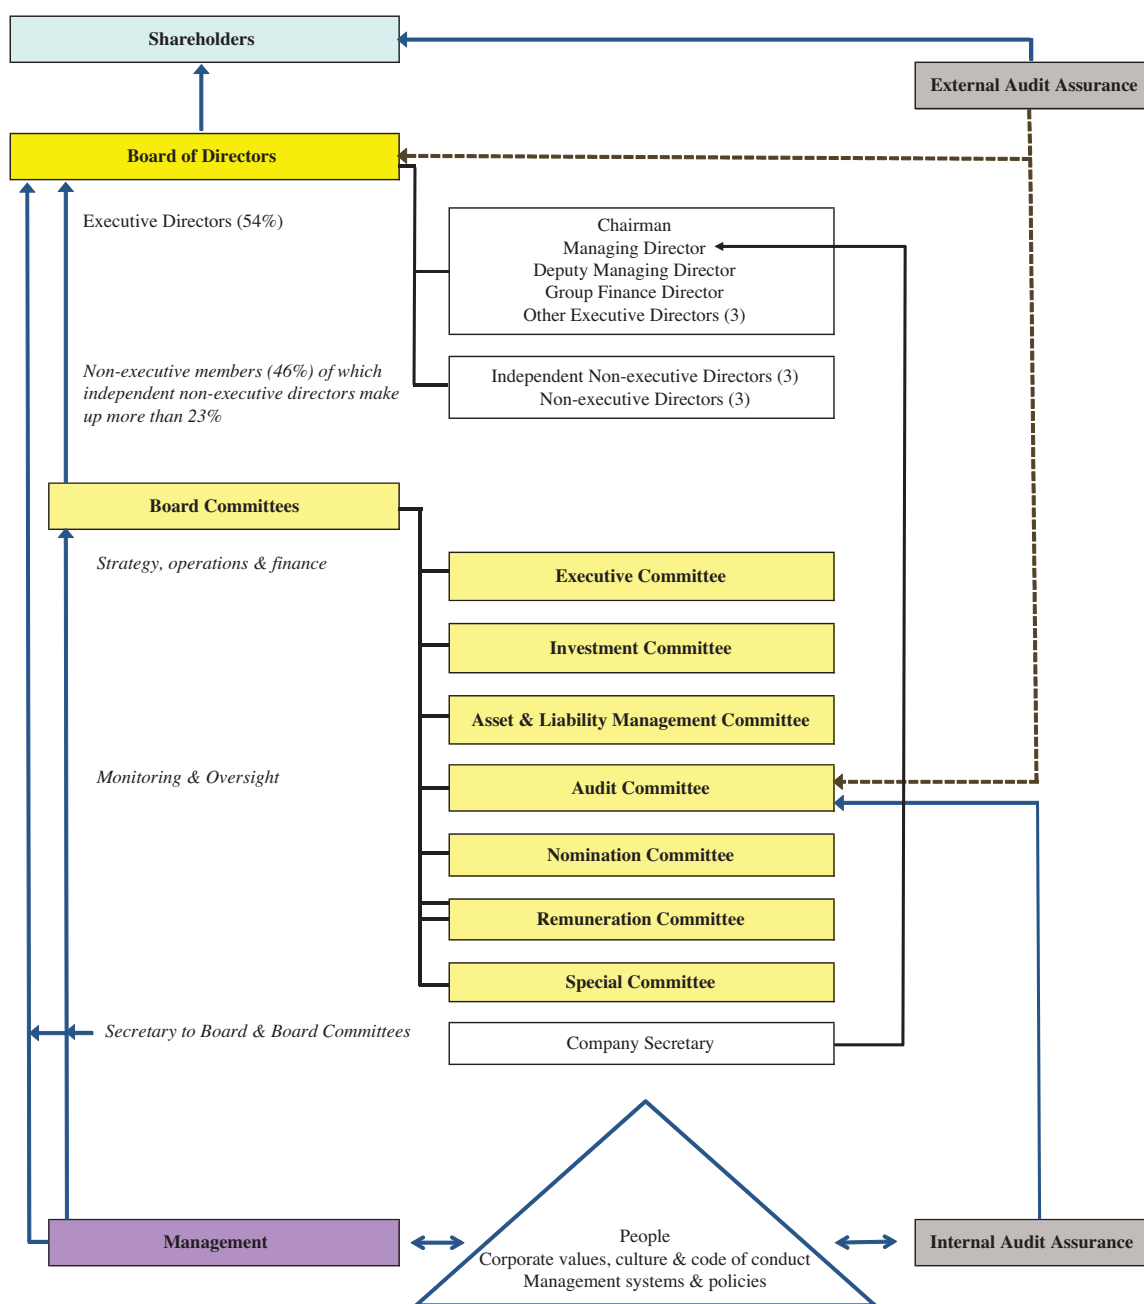 Shareholders
External Audit Assurance
Board of Directors
Executive Directors (54%)
Chairman
Managing Director
Deputy Managing Director
Group Finance Director
Other Executive Directors (3)
Non-executive members (46%) of which
independent non-executive directors make
up more than 23%
Independent Non-executive Directors (3)
Non-executive Directors (3)
Board Committees
Strategy, operations & finance
Executive Committee
Investment Committee
Asset & Liability Management Committee
Monitoring & Oversight
Audit Committee
Nomination Committee
Remuneration Committee
Special Committee
Secretary to Board & Board Committees
Company Secretary
Management
People
Corporate values, culture & code of conduct
Management systems & policies
Internal Audit Assurance